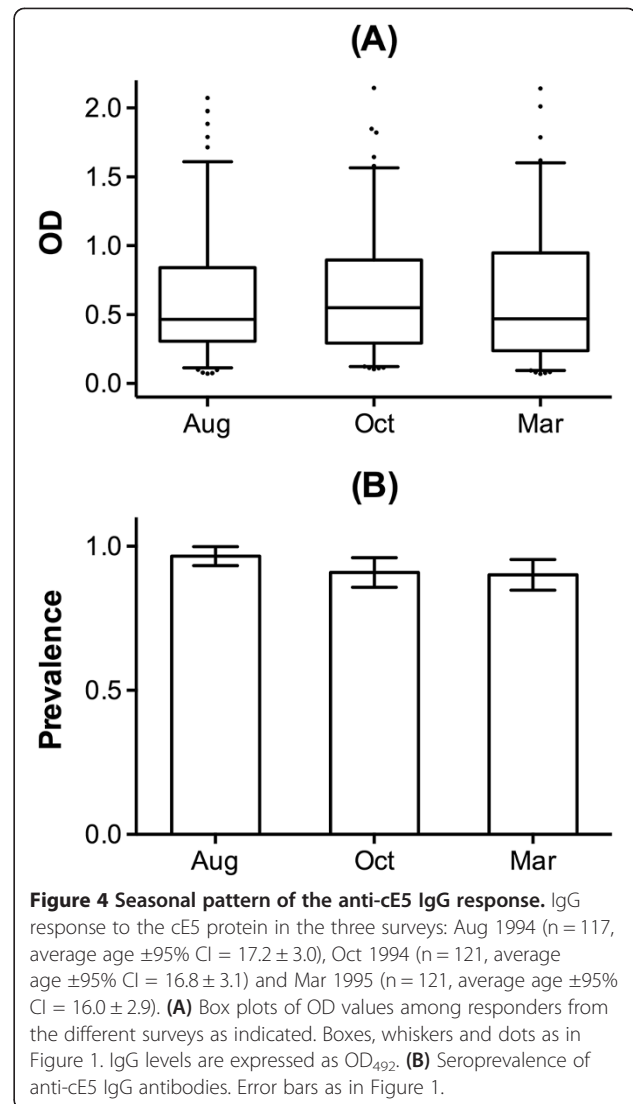 (A)
2.0
1.5
1.0
0.5
0.0
OD
Aug Oct Mar
(B)
1.0
0.5
0.0
Prevalence
Aug Oct Mar
Figure 4 Seasonal pattern of the anti-cE5 IgG response. IgG
response to the cE5 protein in the three surveys: Aug 1994 (n = 117,
average age ±95% CI = 17.2 ± 3.0), Oct 1994 (n = 121, average
age ±95% CI = 16.8 ± 3.1) and Mar 1995 (n = 121, average age ±95%
CI = 16.0 ± 2.9). (A) Box plots of OD values among responders from
the different surveys as indicated. Boxes, whiskers and dots as in
Figure 1. IgG levels are expressed as OD₄₉₂. (B) Seroprevalence of
anti-cE5 IgG antibodies. Error bars as in Figure 1.